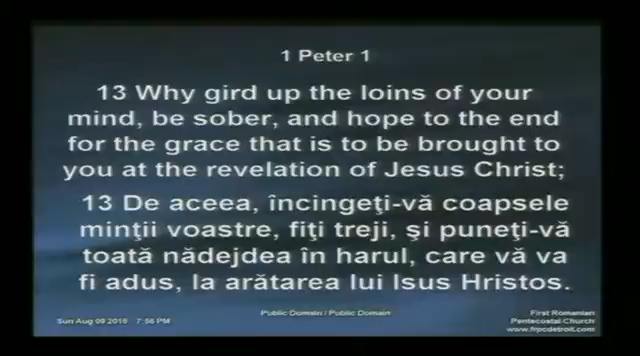 1 Peter 1
13 Why gird up the loins of your
mind, be sober, and hope to the end
for the grace that is to be brought to
you at the revelation of Jesus Christ;
13 De aceea, încingeţi-vă coapsele
minţii voastre, fiţi treji, şi puneţi-vă
toată nădejdea în harul, care vă va
fi adus, la arătarea lui Isus Hristos.
Public Domain / Public Domain
Sun Aug 09 2015 7:56 PM
First Romanian
Pentecostal Church
www.frpcdetroit.com